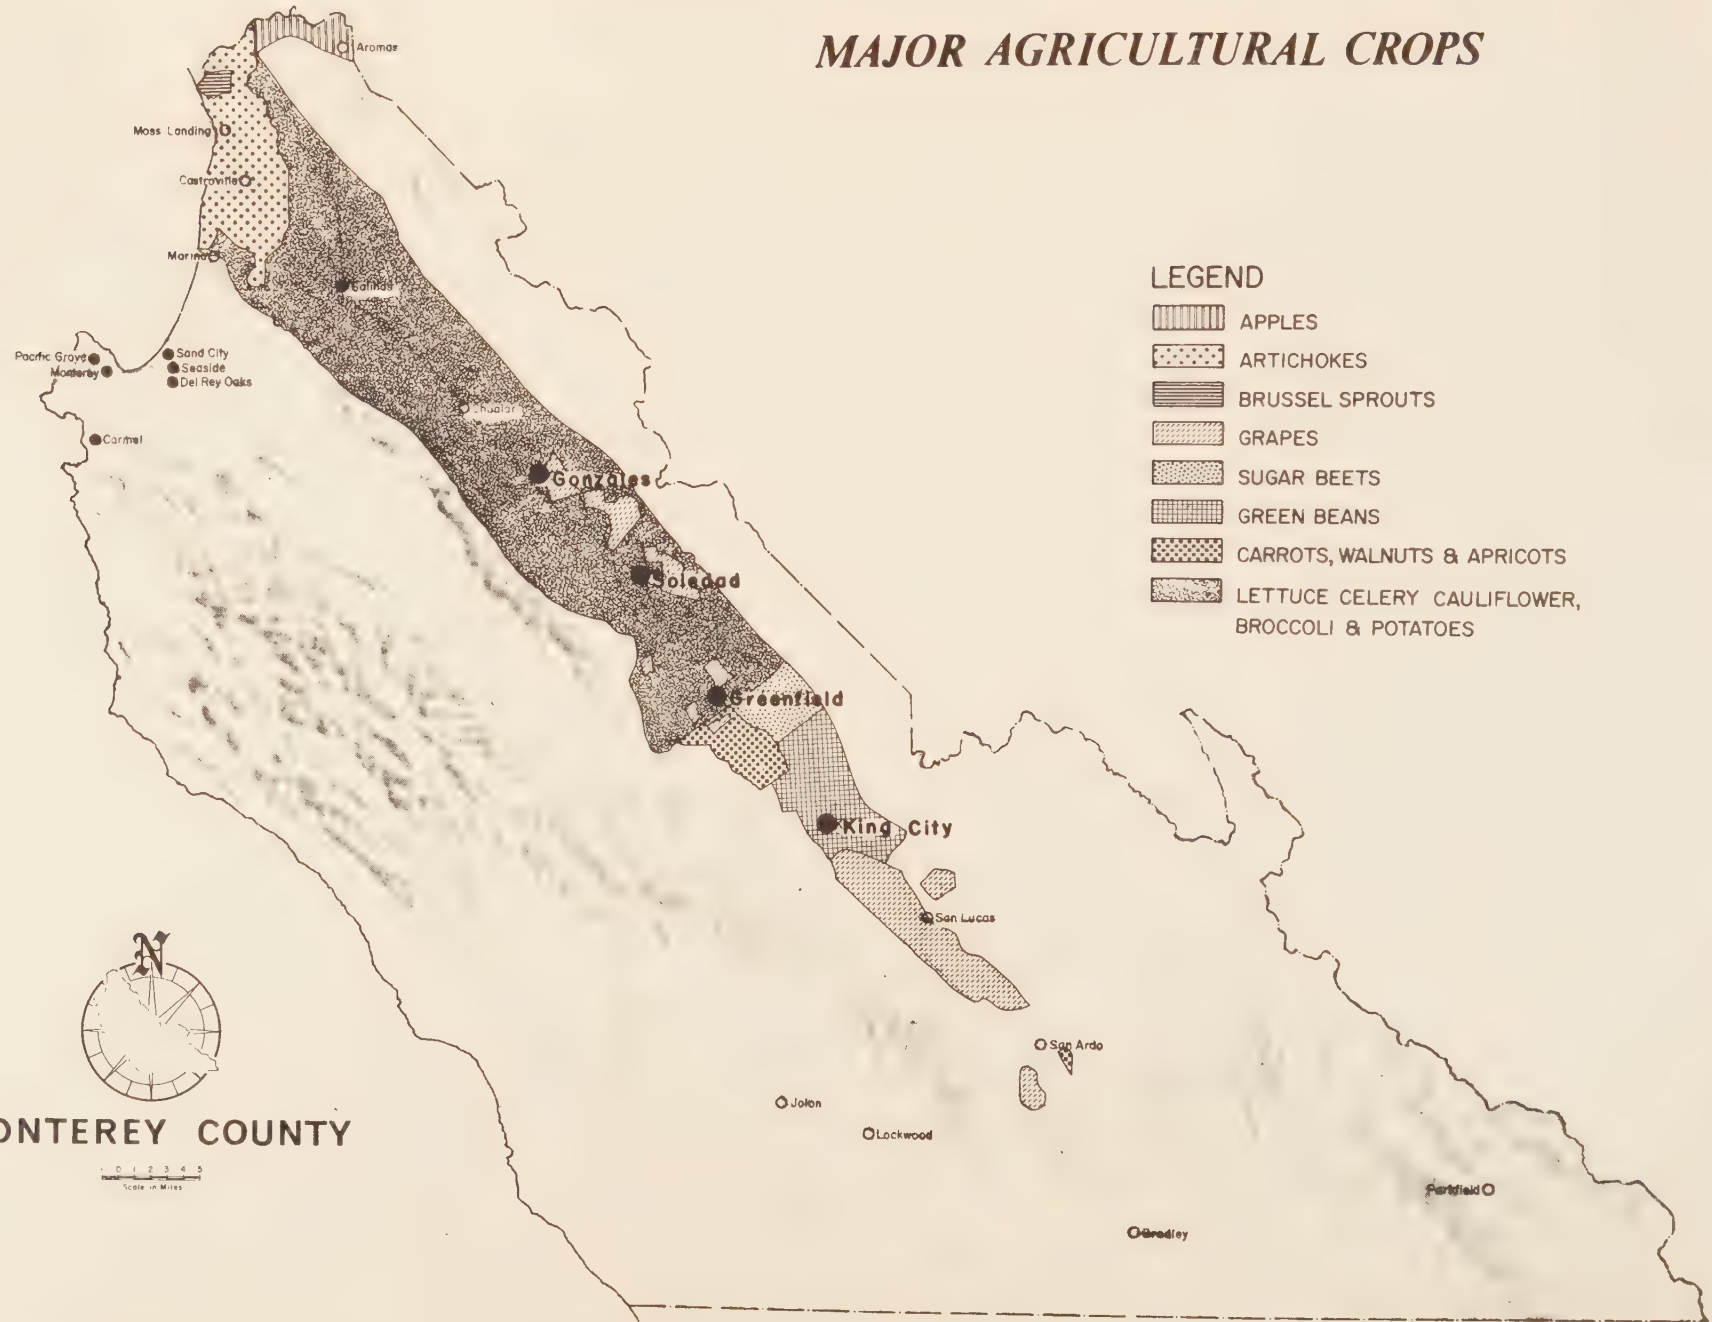 MAJOR AGRICULTURAL CROPS
Aromas
Moss Landing
Castroville
Marina
Salinas
Pacific Grove
Monterey
Sand City
Seaside
Del Rey Oaks
Carmel
Chualar
Gonzales
Soledad
Greenfield
King City
San Lucas
San Ardo
Jolon
Lockwood
Bradley
Parkfield
LEGEND
APPLES
ARTICHOKES
BRUSSEL SPROUTS
GRAPES
SUGAR BEETS
GREEN BEANS
CARROTS, WALNUTS & APRICOTS
LETTUCE CELERY CAULIFLOWER,
BROCCOLI & POTATOES
N
ONTEREY COUNTY
1 0 1 2 3 4 5
Scale in Miles